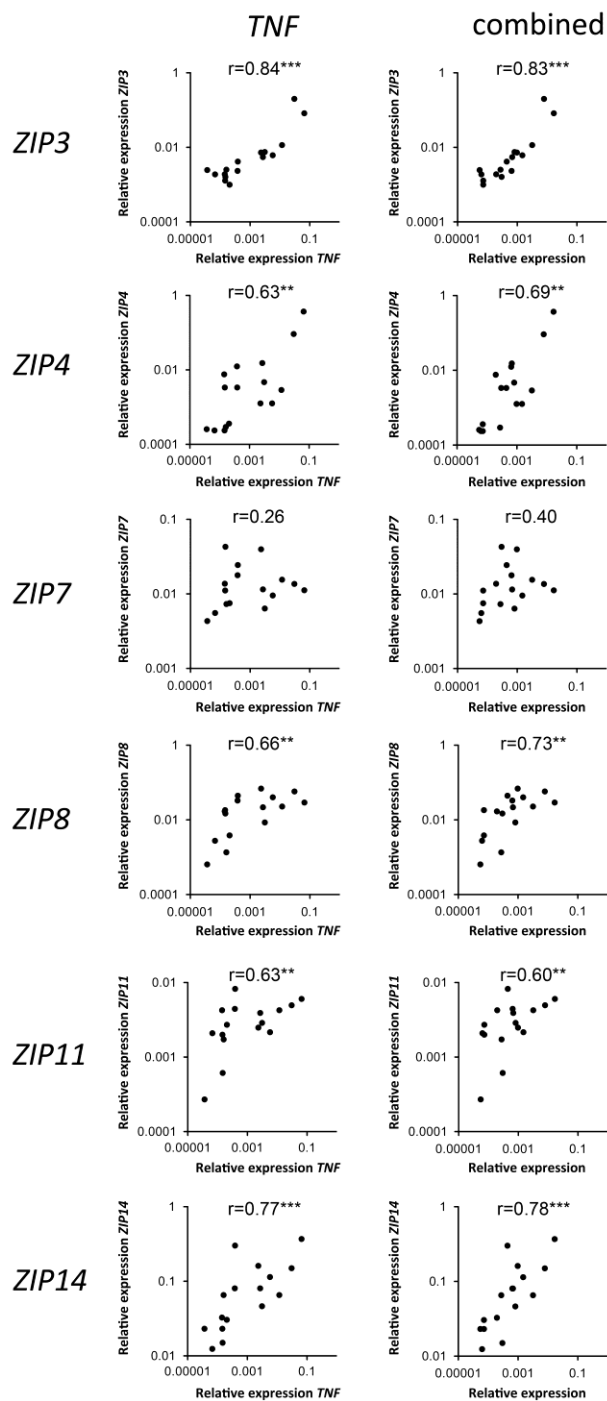 TNF combined
ZIP3
r=0.84***
Relative expression ZIP3
1
0.01
0.0001
0.00001 0.001 0.1
Relative expression TNF
r=0.83***
Relative expression ZIP3
1
0.01
0.0001
0.00001 0.001 0.1
Relative expression
ZIP4
r=0.63**
Relative expression ZIP4
1
0.01
0.0001
0.00001 0.001 0.1
Relative expression TNF
r=0.69**
Relative expression ZIP4
1
0.01
0.0001
0.00001 0.001 0.1
Relative expression
ZIP7
r=0.26
Relative expression ZIP7
0.1
0.01
0.001
0.00001 0.001 0.1
Relative expression TNF
r=0.40
Relative expression ZIP7
0.1
0.01
0.001
0.00001 0.001 0.1
Relative expression
ZIP8
r=0.66**
Relative expression ZIP8
1
0.01
0.0001
0.00001 0.001 0.1
Relative expression TNF
r=0.73**
Relative expression ZIP8
1
0.01
0.0001
0.00001 0.001 0.1
Relative expression
ZIP11
r=0.63**
Relative expression ZIP11
0.01
0.001
0.0001
0.00001 0.001 0.1
Relative expression TNF
r=0.60**
Relative expression ZIP11
0.01
0.001
0.0001
0.00001 0.001 0.1
Relative expression
ZIP14
r=0.77***
Relative expression ZIP14
1
0.1
0.01
0.00001 0.001 0.1
Relative expression TNF
r=0.78***
Relative expression ZIP14
1
0.1
0.01
0.00001 0.001 0.1
Relative expression